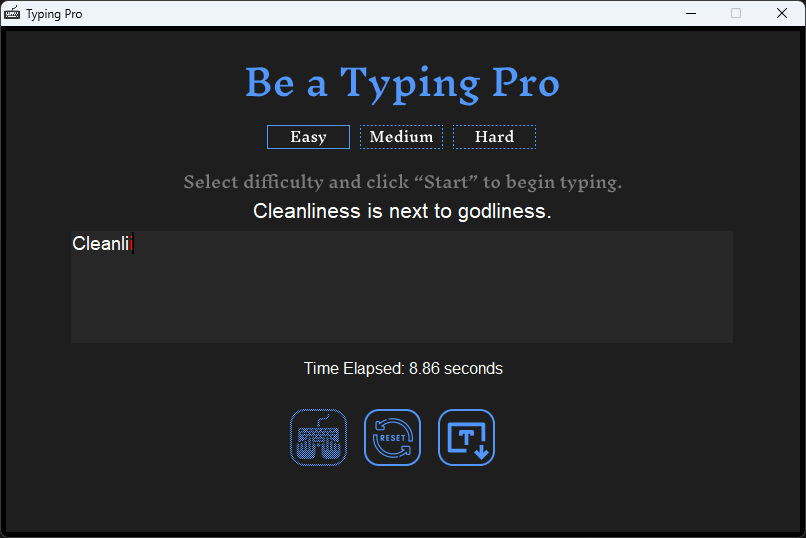 Typing Pro
Be a Typing Pro
Easy Medium Hard
Select difficulty and click “Start” to begin typing.
Cleanliness is next to godliness.
Cleanlii
Time Elapsed: 8.86 seconds
RESET T